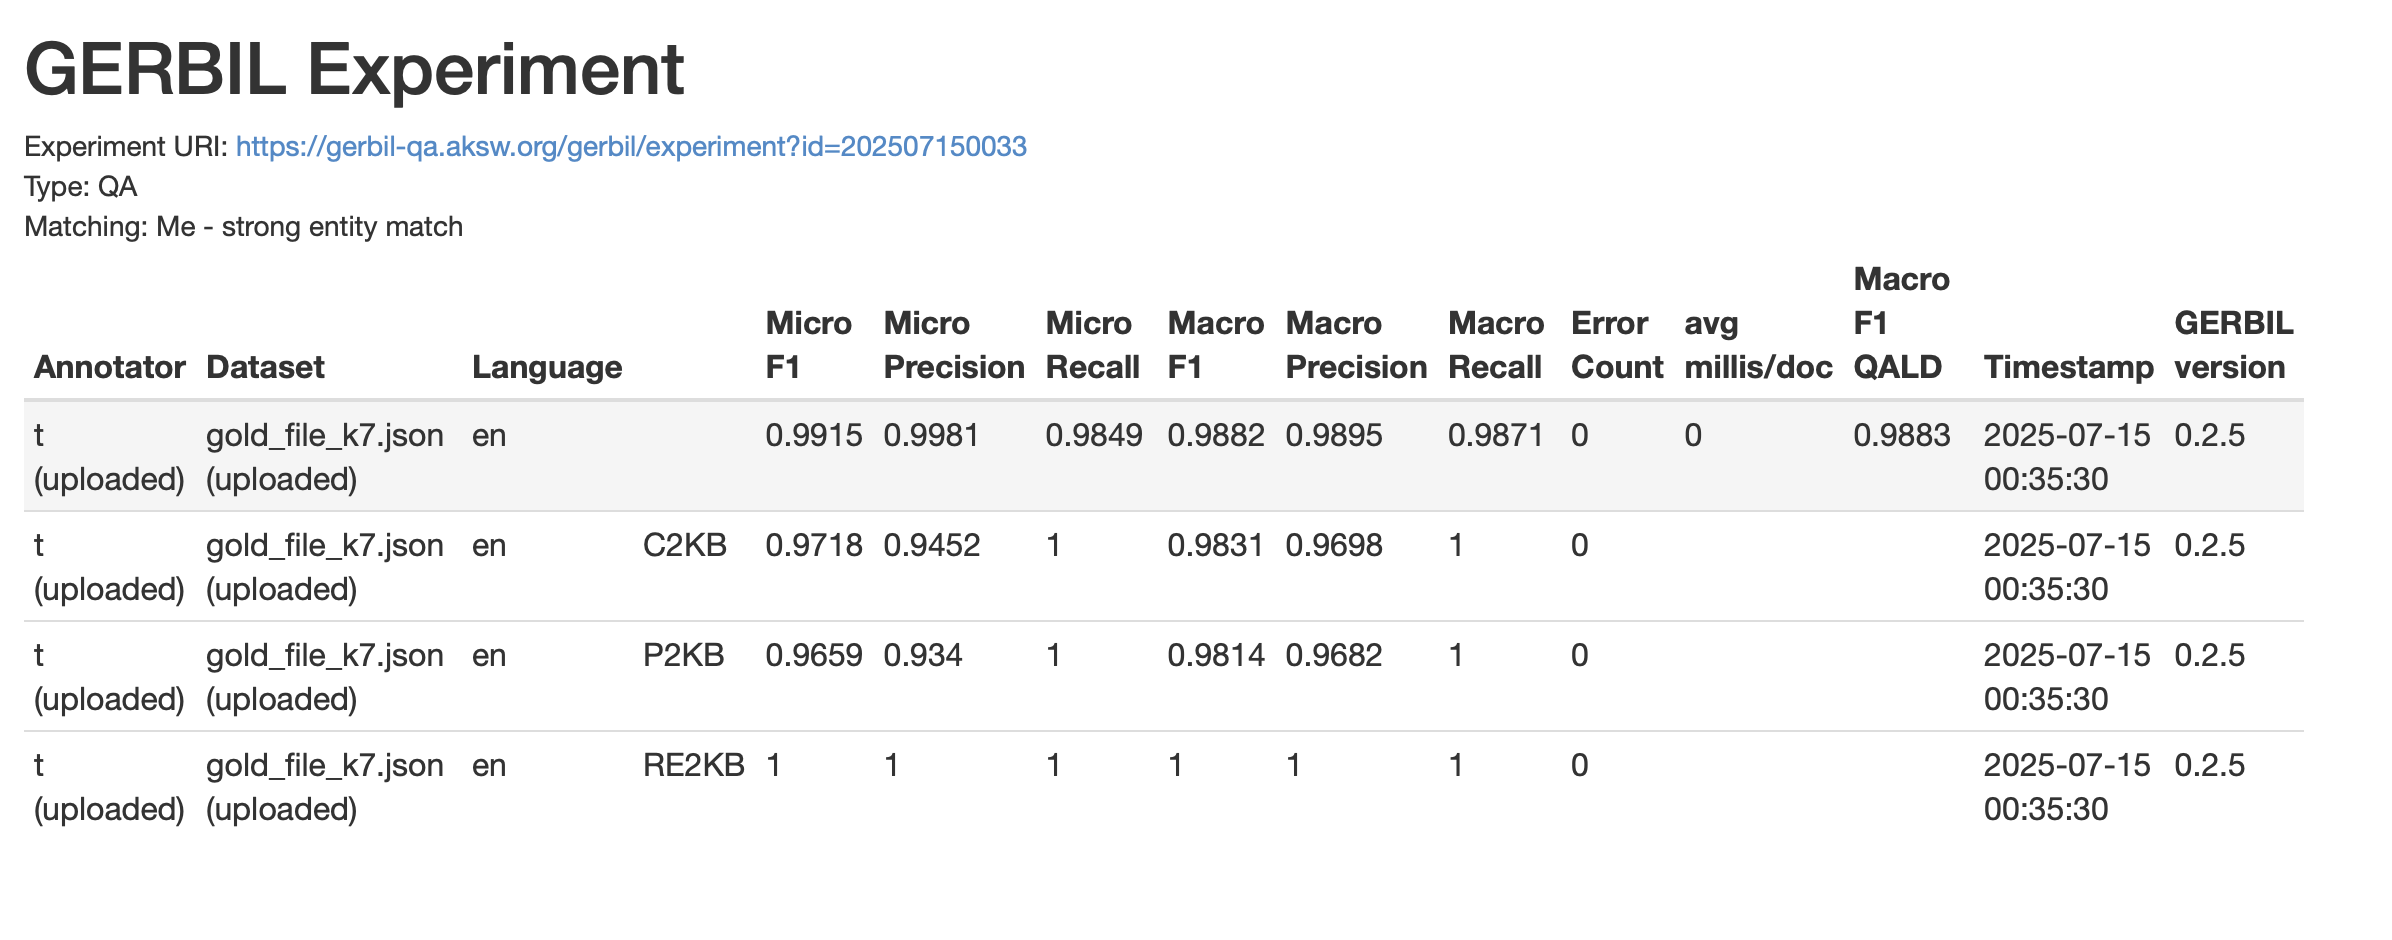 GERBIL Experiment
Experiment URI: https://gerbil-qa.aksw.org/gerbil/experiment?id=202507150033
Type: QA
Matching: Me - strong entity match
Annotator Dataset Language Micro F1 Micro Precision Micro Recall Macro F1 Macro Precision Macro Recall Error Count avg millis/doc Macro F1 QALD Timestamp GERBIL version
t (uploaded) gold_file_k7.json (uploaded) en 0.9915 0.9981 0.9849 0.9882 0.9895 0.9871 0 0 0.9883 2025-07-15 00:35:30 0.2.5
t (uploaded) gold_file_k7.json (uploaded) en C2KB 0.9718 0.9452 1 0.9831 0.9698 1 0 2025-07-15 00:35:30 0.2.5
t (uploaded) gold_file_k7.json (uploaded) en P2KB 0.9659 0.934 1 0.9814 0.9682 1 0 2025-07-15 00:35:30 0.2.5
t (uploaded) gold_file_k7.json (uploaded) en RE2KB 1 1 1 1 1 1 0 2025-07-15 00:35:30 0.2.5